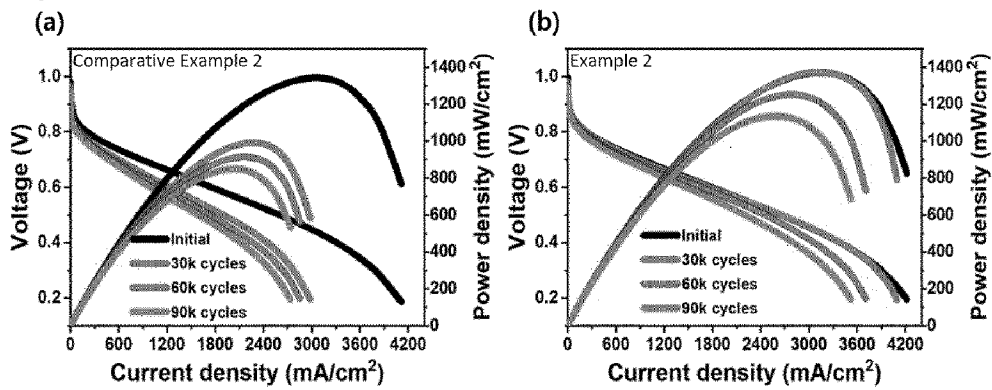 (a)
Comparative Example 2
Voltage (V)
1.0
0.8
0.6
0.4
0.2
Initial
30k cycles
60k cycles
90k cycles
0 600 1200 1800 2400 3000 3600 4200
Current density (mA/cm²)
1400
1200
1000
800
600
400
200
0
Power density (mW/cm²)
(b)
Example 2
Voltage (V)
1.0
0.8
0.6
0.4
0.2
Initial
30k cycles
60k cycles
90k cycles
0 600 1200 1800 2400 3000 3600 4200
Current density (mA/cm²)
1400
1200
1000
800
600
400
200
0
Power density (mW/cm²)